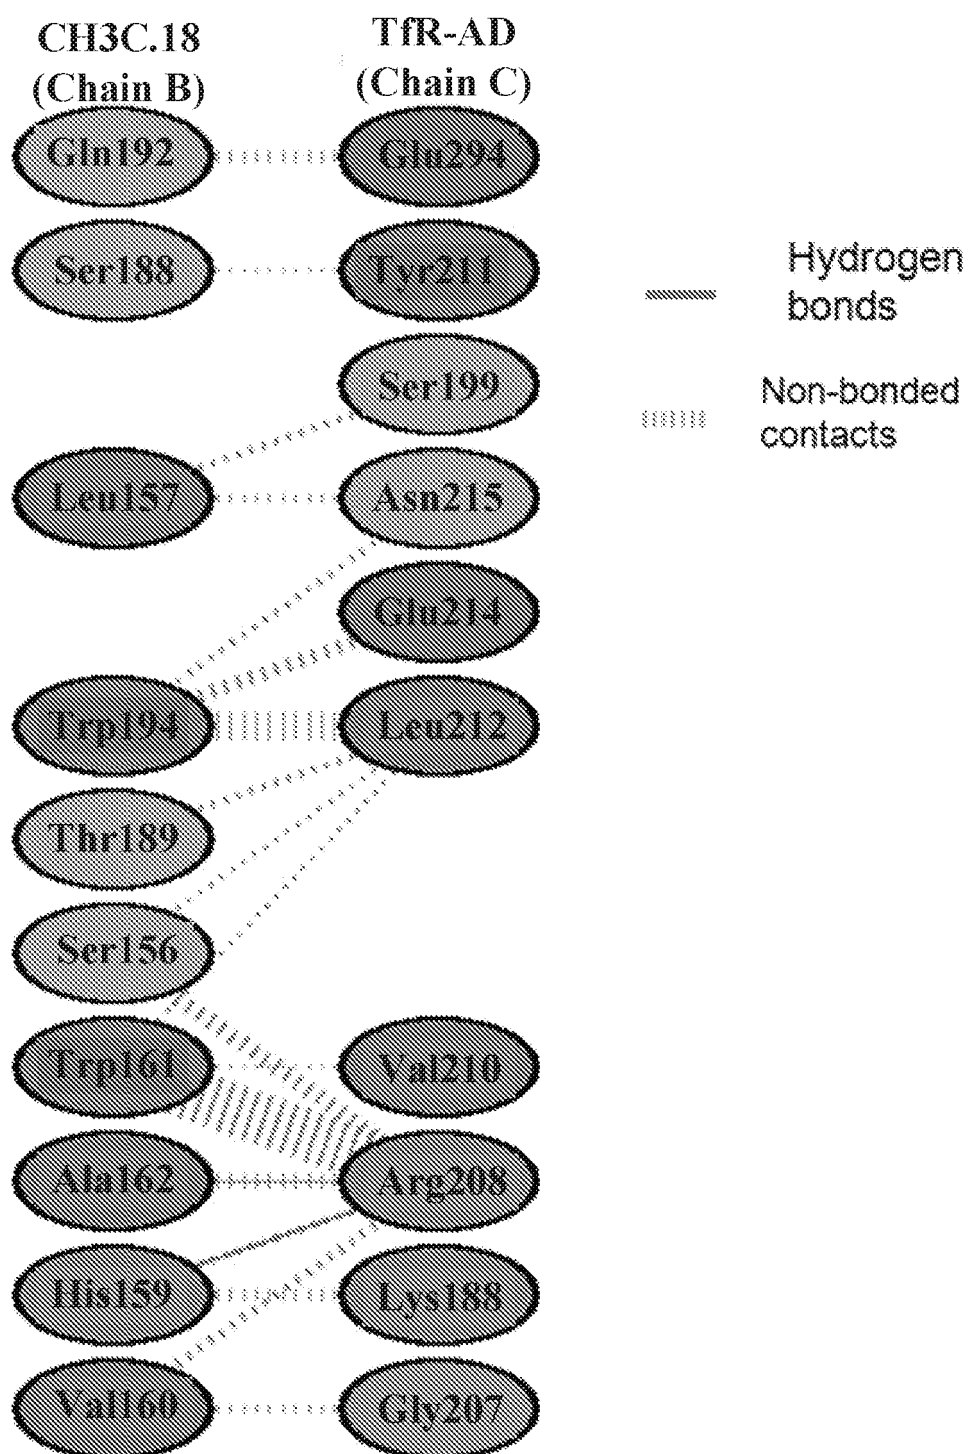 CH3C.18
(Chain B)
TfR-AD
(Chain C)
Gln192
Glu294
Ser188
Tyr211
Hydrogen
bonds
Ser199
Non-bonded
contacts
Leu157
Asn215
Glu214
Trp194
Leu212
Thr189
Ser156
Trp161
Val210
Ala162
Arg208
His159
Lys188
Val160
Gly207